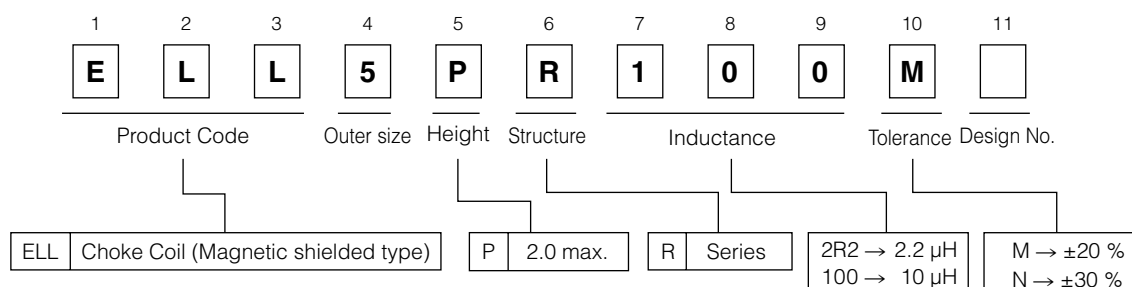 1 2 3 4 5 6 7 8 9 10 11
E L L 5 P R 1 0 0 M
Product Code Outer size Height Structure Inductance Tolerance Design No.
ELL Choke Coil (Magnetic shielded type) P 2.0 max. R Series 2R2 → 2.2 µH M → ±20 %
100 → 10 µH N → ±30 %